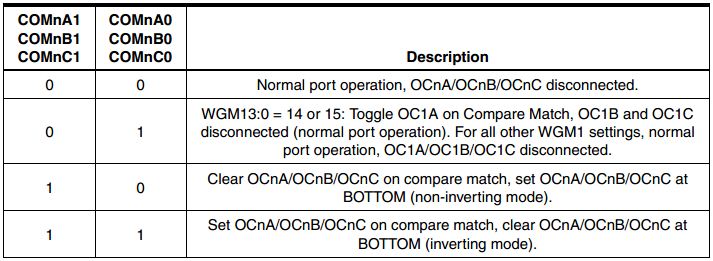 COMnA1 COMnA0
COMnB1 COMnB0
COMnC1 COMnC0 Description
0 0 Normal port operation, OCnA/OCnB/OCnC disconnected.
WGM13:0 = 14 or 15: Toggle OC1A on Compare Match, OC1B and OC1C
0 1 disconnected (normal port operation). For all other WGM1 settings, normal
port operation, OC1A/OC1B/OC1C disconnected.
1 0 Clear OCnA/OCnB/OCnC on compare match, set OCnA/OCnB/OCnC at
BOTTOM (non-inverting mode).
1 1 Set OCnA/OCnB/OCnC on compare match, clear OCnA/OCnB/OCnC at
BOTTOM (inverting mode).